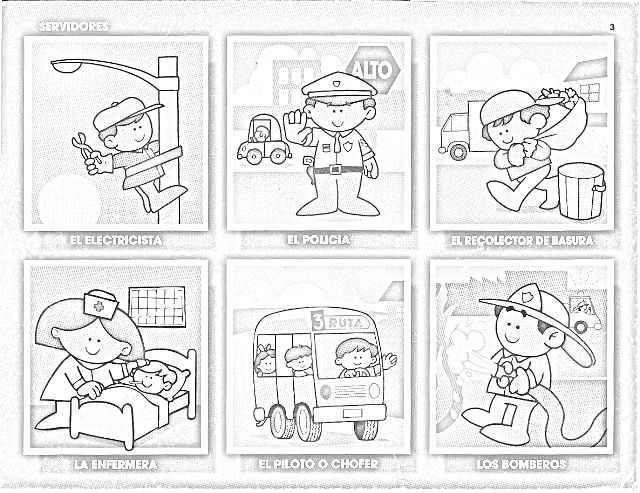 SERVIDORES
3
ALTO
EL ELECTRICISTA
EL POLICIA
EL RECOLECTOR DE BASURA
3 RUTA
LA ENFERMERA
EL PILOTO O CHOFER
LOS BOMBEROS